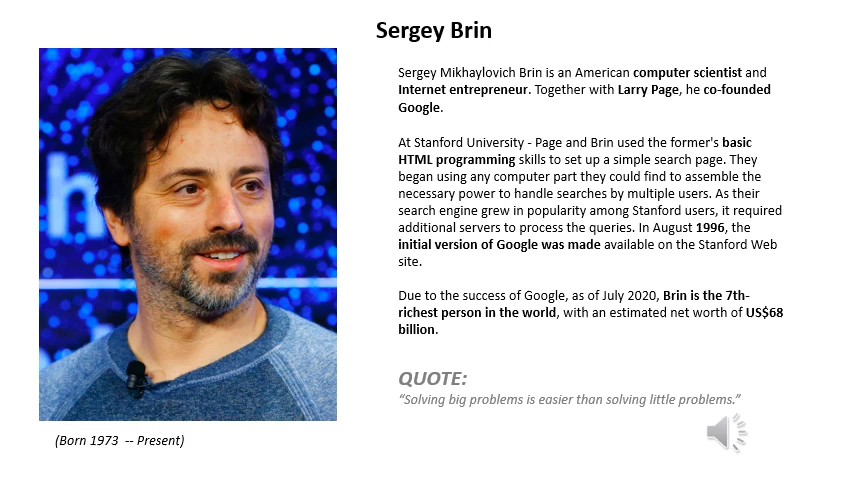 Sergey Brin
Sergey Mikhaylovich Brin is an American computer scientist and
Internet entrepreneur. Together with Larry Page, he co-founded
Google.
At Stanford University - Page and Brin used the former's basic
HTML programming skills to set up a simple search page. They
began using any computer part they could find to assemble the
necessary power to handle searches by multiple users. As their
search engine grew in popularity among Stanford users, it required
additional servers to process the queries. In August 1996, the
initial version of Google was made available on the Stanford Web
site.
Due to the success of Google, as of July 2020, Brin is the 7th-
richest person in the world, with an estimated net worth of US$68
billion.
QUOTE:
“Solving big problems is easier than solving little problems.”
h
(Born 1973  -- Present)